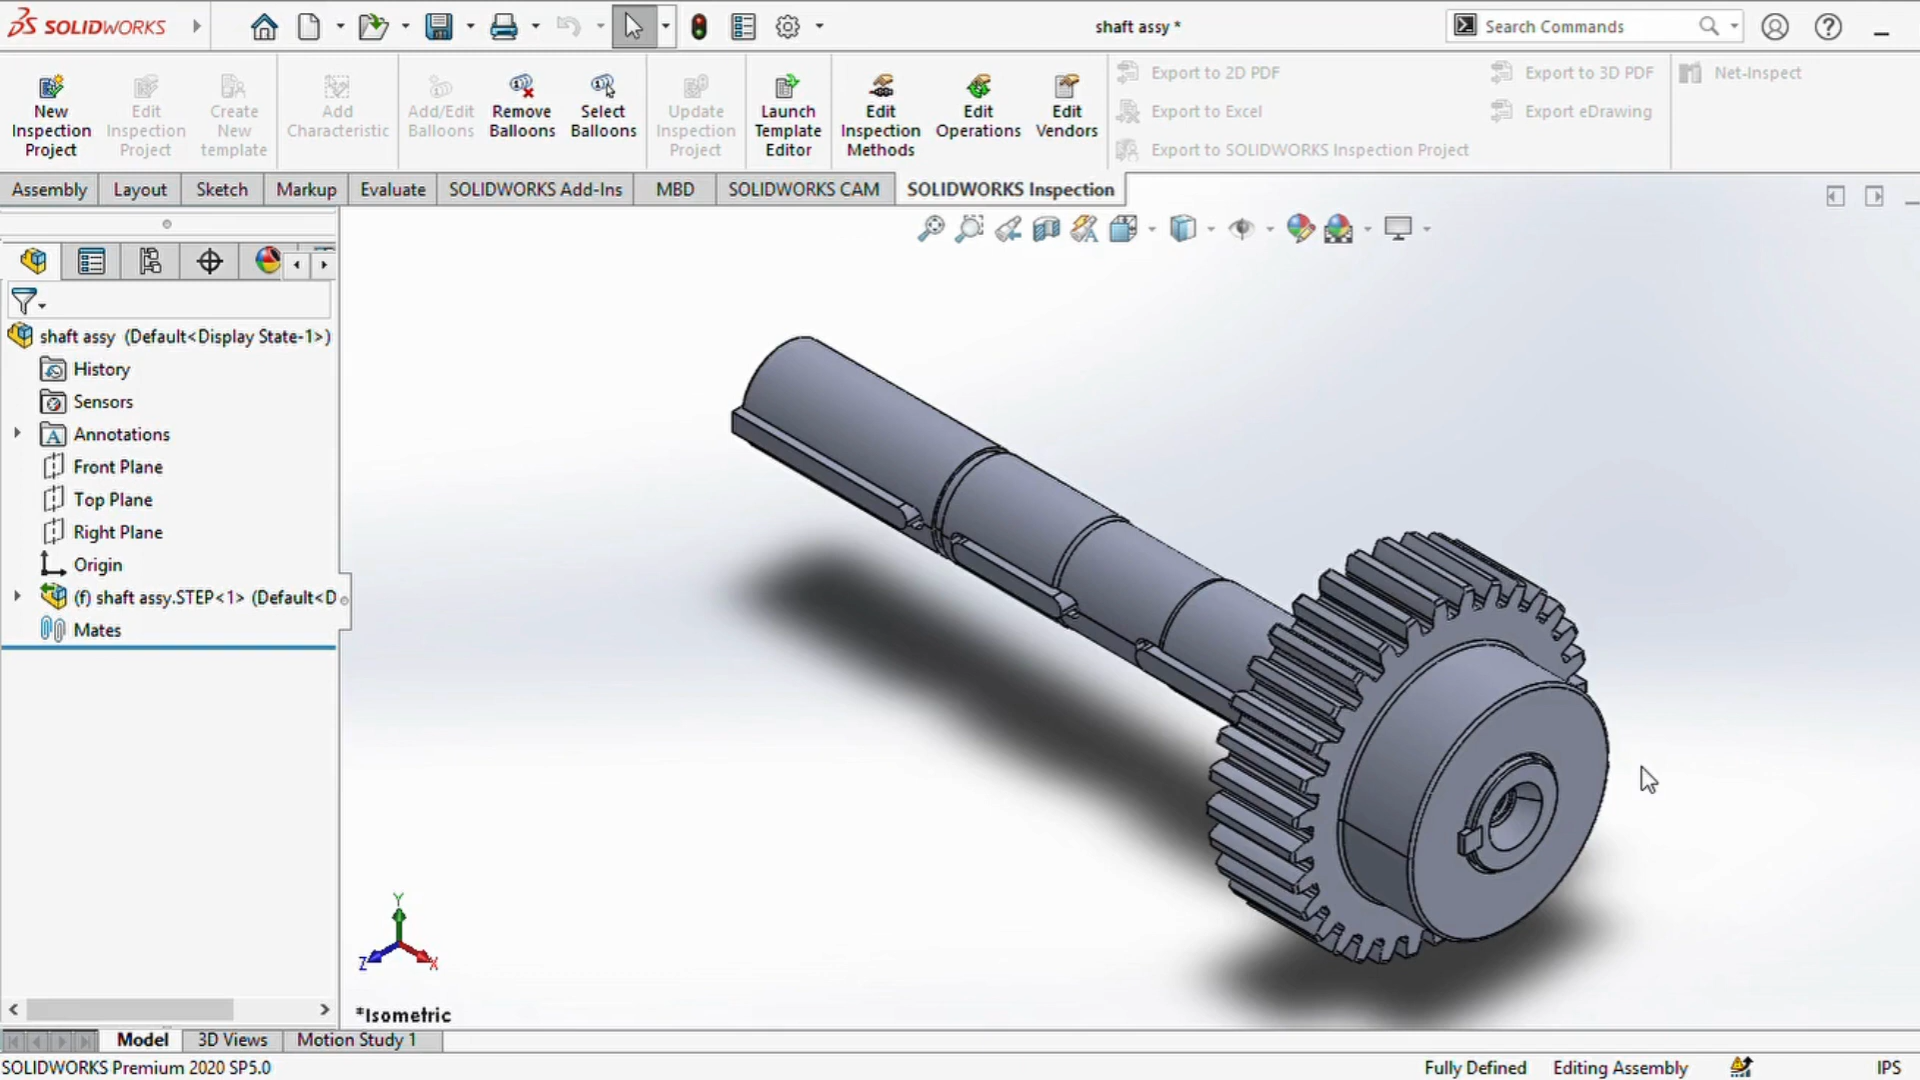 SOLIDWORKS
shaft assy *
Search Commands
New Inspection Project
Edit Inspection Project
Create New template
Add Characteristic
Add/Edit Balloons
Remove Balloons
Select Balloons
Update Inspection Project
Launch Template Editor
Edit Inspection Methods
Edit Operations
Edit Vendors
Export to 2D PDF
Export to Excel
Export to SOLIDWORKS Inspection Project
Export to 3D PDF
Export eDrawing
Net-Inspect
Assembly
Layout
Sketch
Markup
Evaluate
SOLIDWORKS Add-Ins
MBD
SOLIDWORKS CAM
SOLIDWORKS Inspection
shaft assy (Default<Display State-1>)
History
Sensors
Annotations
Front Plane
Top Plane
Right Plane
Origin
(f) shaft assy.STEP<1> (Default<D
Mates
Y
Z
X
*Isometric
Model
3D Views
Motion Study 1
SOLIDWORKS Premium 2020 SP5.0
Fully Defined
Editing Assembly
IPS